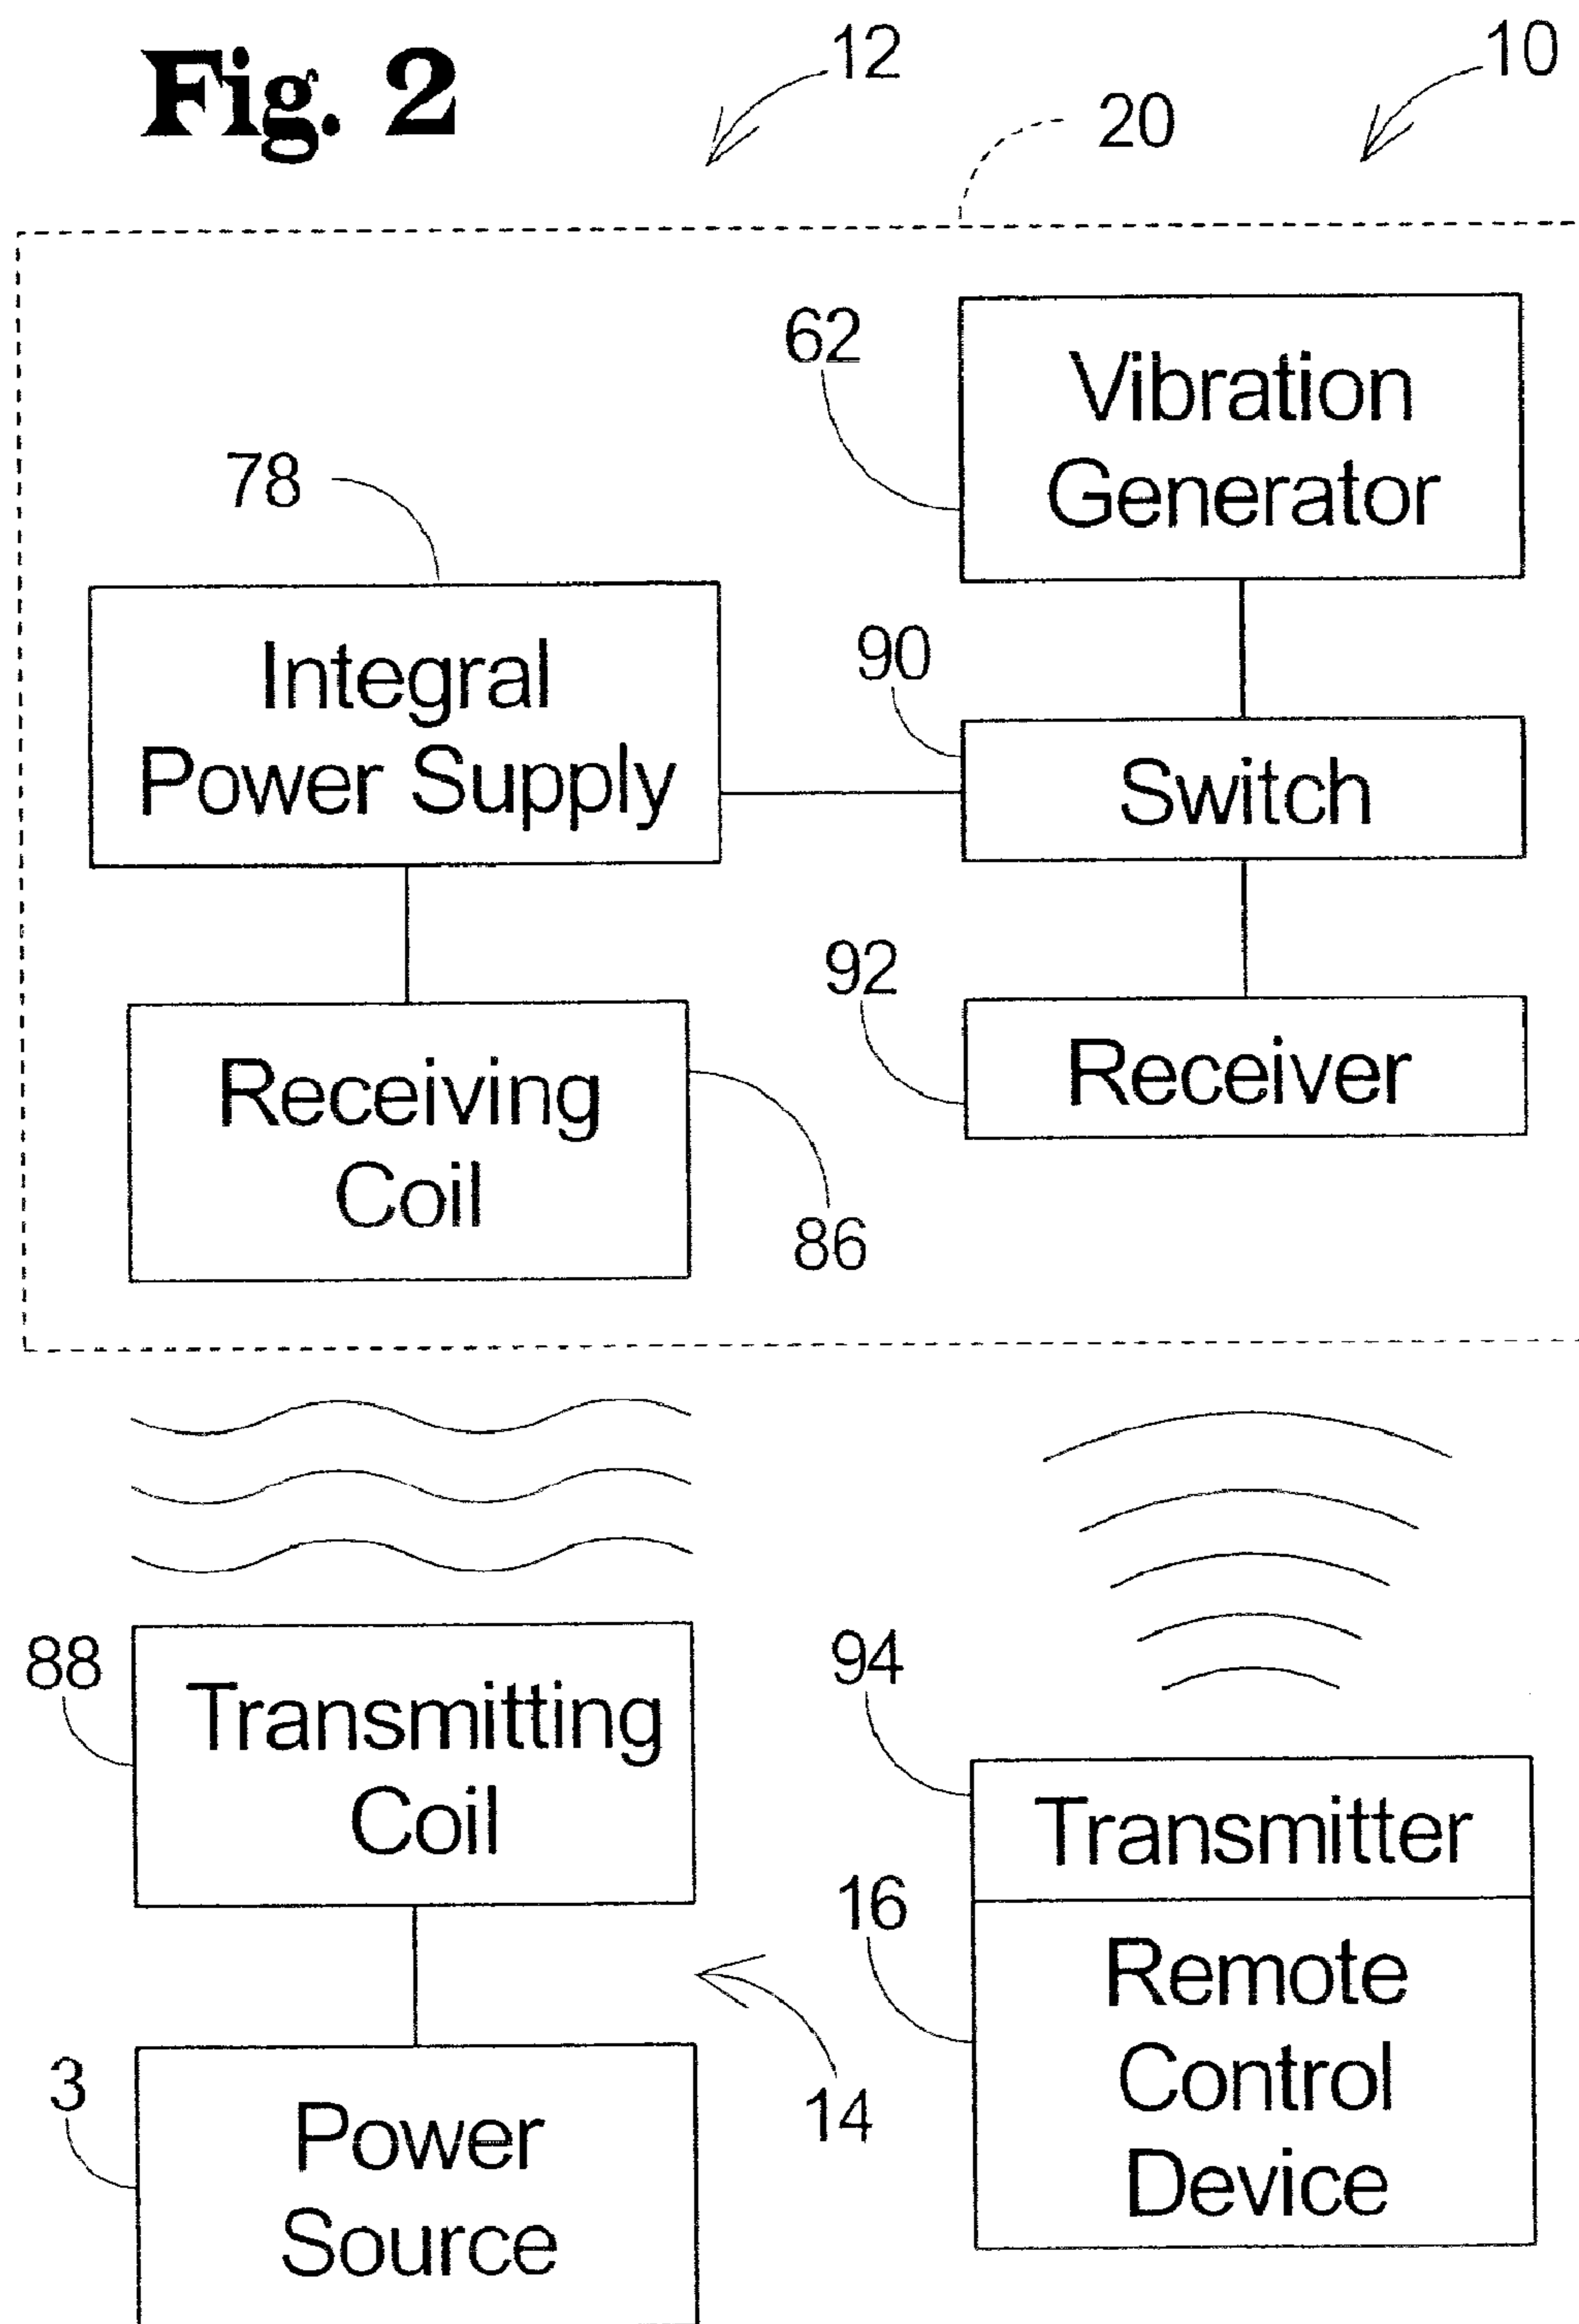 Fig. 2
12
10
20
62
Vibration
Generator
78
Integral
Power Supply
90
Switch
92
Receiver
Receiving
Coil
86
88
Transmitting
Coil
94
Transmitter
16
Remote
Control
Device
14
3
Power
Source